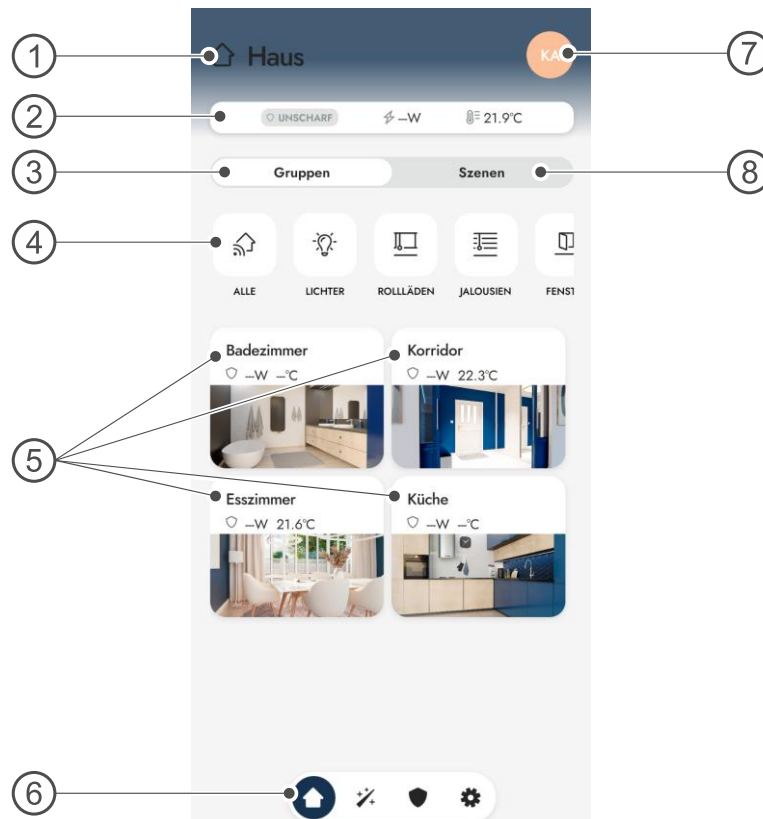 1
Haus
KA
7
2
UNSCHARF
--W
21.9°C
3
Gruppen
Szenen
8
4
ALLE
LICHTER
ROLLLÄDEN
JALOUSIEN
FENST
Badezimmer
--W --°C
Korridor
--W 22.3°C
5
Esszimmer
--W 21.6°C
Küche
--W --°C
6